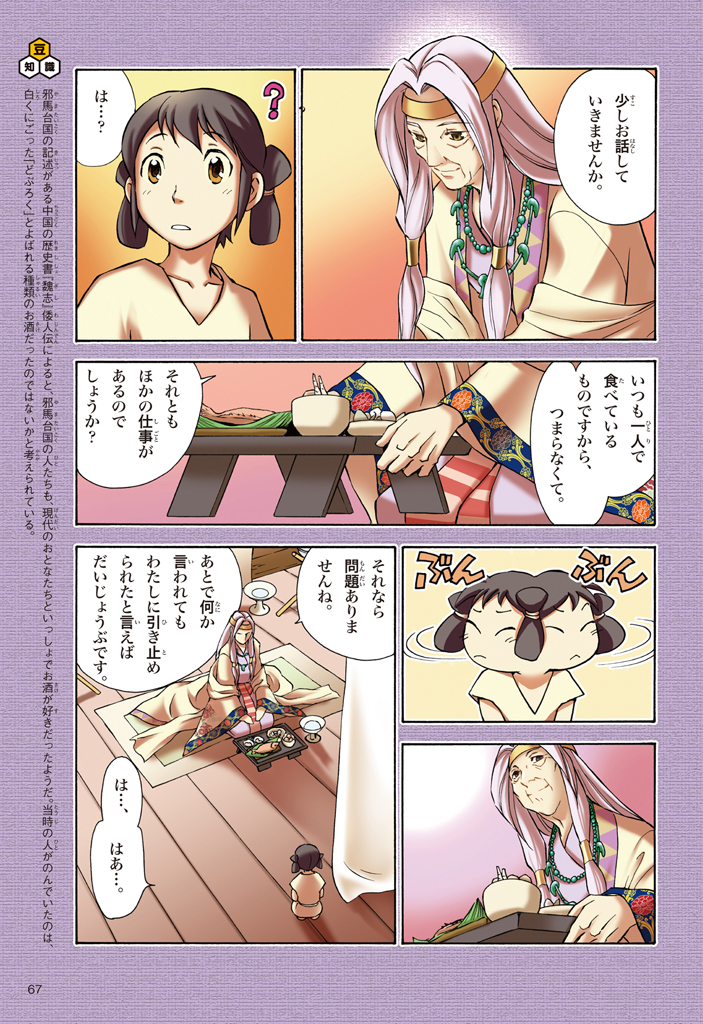 少しお話して
いきませんか。
は…?
?
いつも一人で
食べている
ものですから、
つまらなくて。
それとも
ほかの仕事が
あるので
しょうか?
ぶん
ぶん
それなら
問題ありま
せんね。
あとで何か
言われても
わたしに引き止め
られたと言えば
だいじょうぶです。
は…、
はあ…。
豆
知識
邪馬台国の記述がある中国の歴史書『魏志』倭人伝によると、邪馬台国の人たちも、現代のおとなたちといっしょでお酒が好きだったようだ。当時の人がのんでいたのは、
白くにごった「どぶろく」とよばれる種類のお酒だったのではないかと考えられている。
67